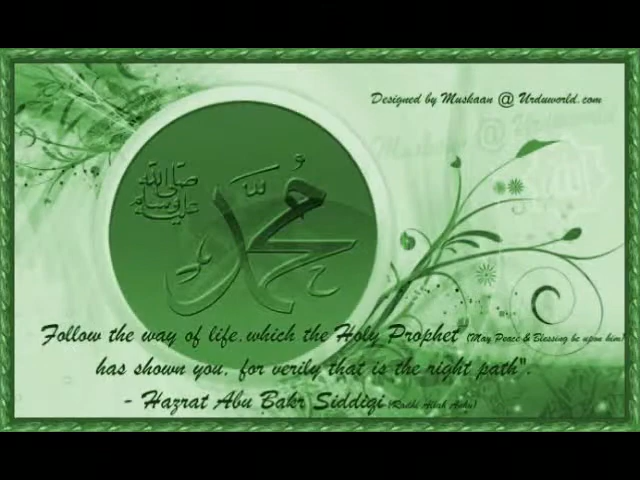 Designed by Muskaan @ Urduworld.com
صلى الله
عليه وسلم
محمد
Follow the way of life,which the Holy Prophet (May Peace & Blessing be upon him)
has shown you, for verily that is the right path".
- Hazrat Abu Bakr Siddiqi (Radhi Allah Anhu)